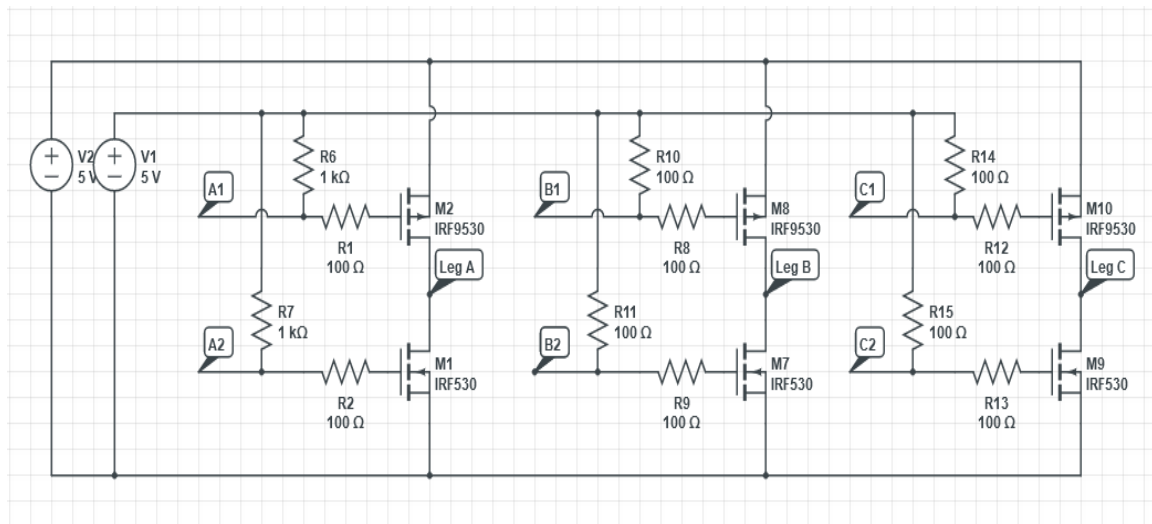 V2
5 V
V1
5 V
A1
R6
1 kΩ
R1
100 Ω
M2
IRF9530
Leg A
R7
1 kΩ
A2
R2
100 Ω
M1
IRF530
B1
R10
100 Ω
R8
100 Ω
M8
IRF9530
Leg B
R11
100 Ω
B2
R9
100 Ω
M7
IRF530
C1
R14
100 Ω
R12
100 Ω
M10
IRF9530
Leg C
R15
100 Ω
C2
R13
100 Ω
M9
IRF530